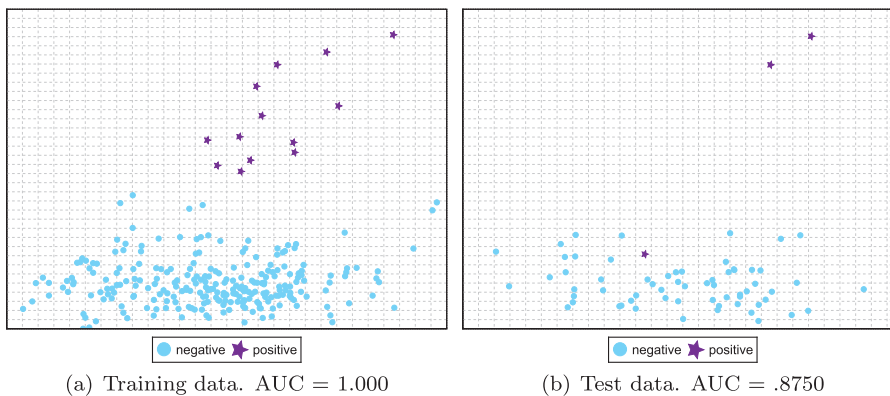 negative positive
negative positive
(a) Training data. AUC = 1.000
(b) Test data. AUC = .8750